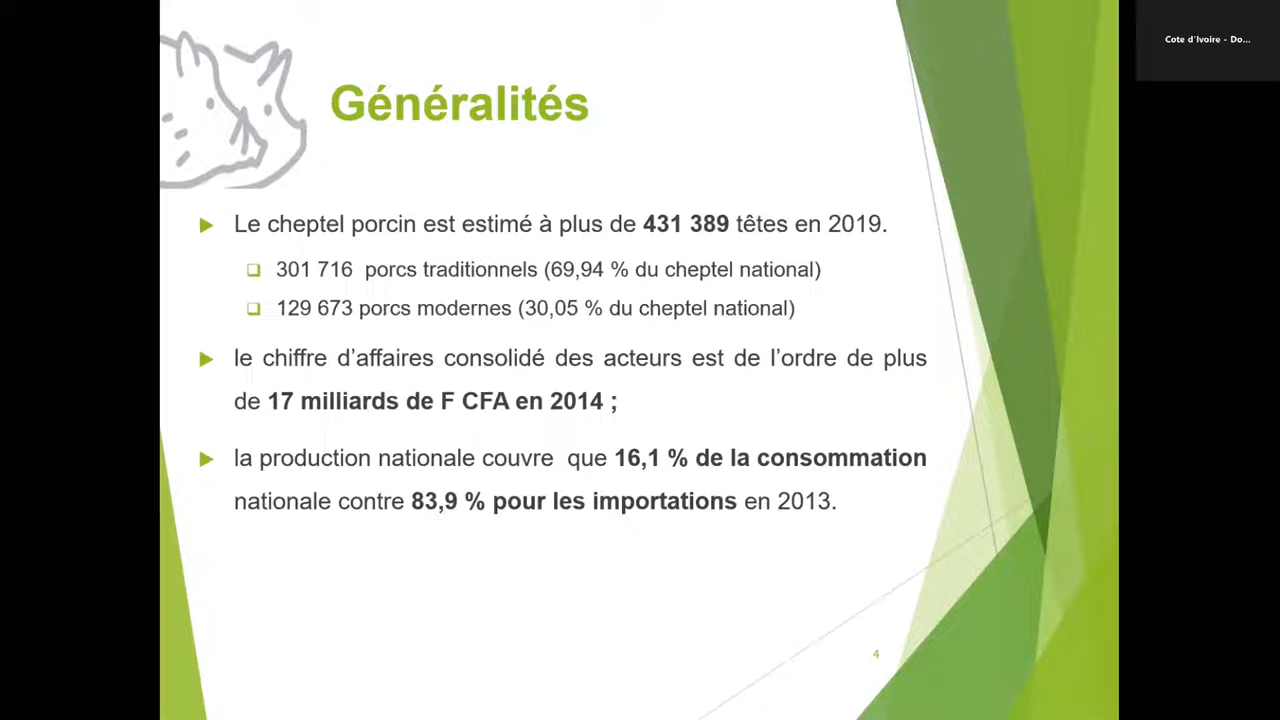 Cote d'Ivoire - Do...
Généralités
Le cheptel porcin est estimé à plus de 431 389 têtes en 2019.
301 716 porcs traditionnels (69,94 % du cheptel national)
129 673 porcs modernes (30,05 % du cheptel national)
le chiffre d’affaires consolidé des acteurs est de l’ordre de plus
de 17 milliards de F CFA en 2014 ;
la production nationale couvre que 16,1 % de la consommation
nationale contre 83,9 % pour les importations en 2013.
4